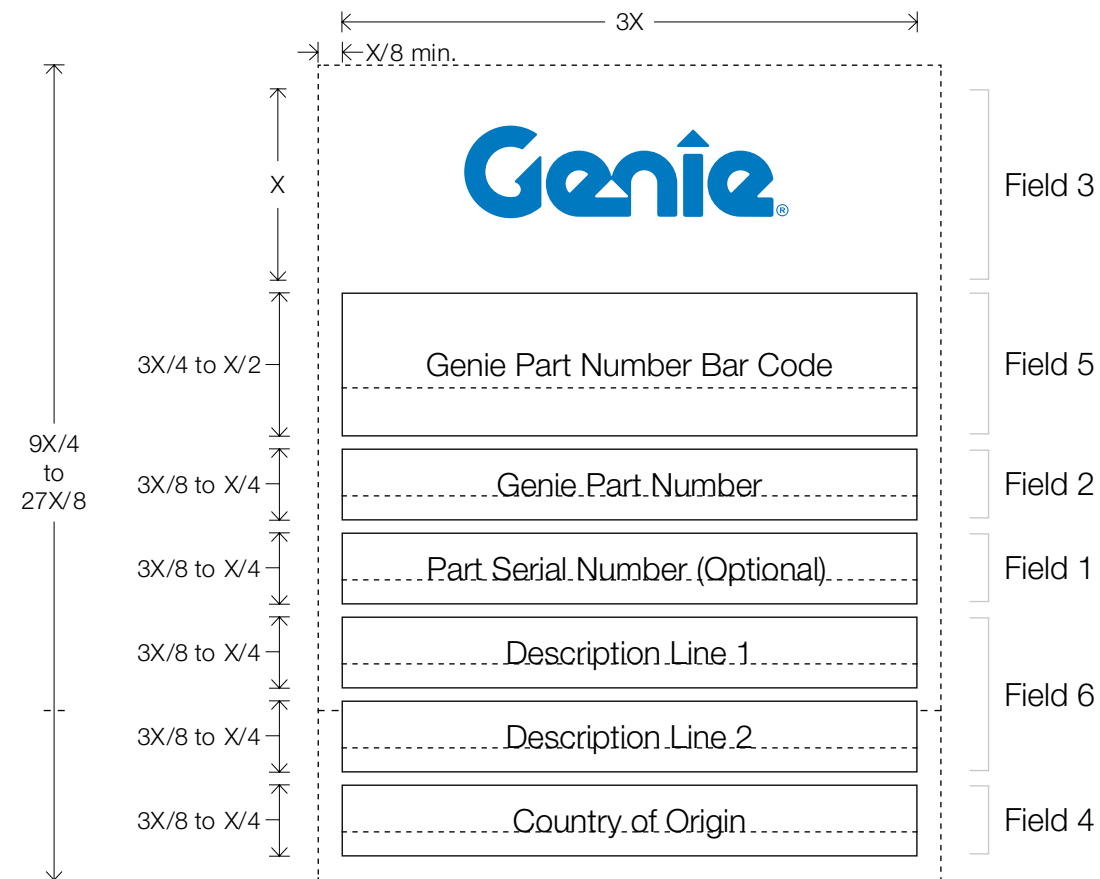 3X
X/8 min.
Genie®
X
Field 3
3X/4 to X/2
Genie Part Number Bar Code
Field 5
9X/4
to
27X/8
3X/8 to X/4
Genie Part Number
Field 2
3X/8 to X/4
Part Serial Number (Optional)
Field 1
3X/8 to X/4
Description Line 1
Field 6
3X/8 to X/4
Description Line 2
3X/8 to X/4
Country of Origin
Field 4